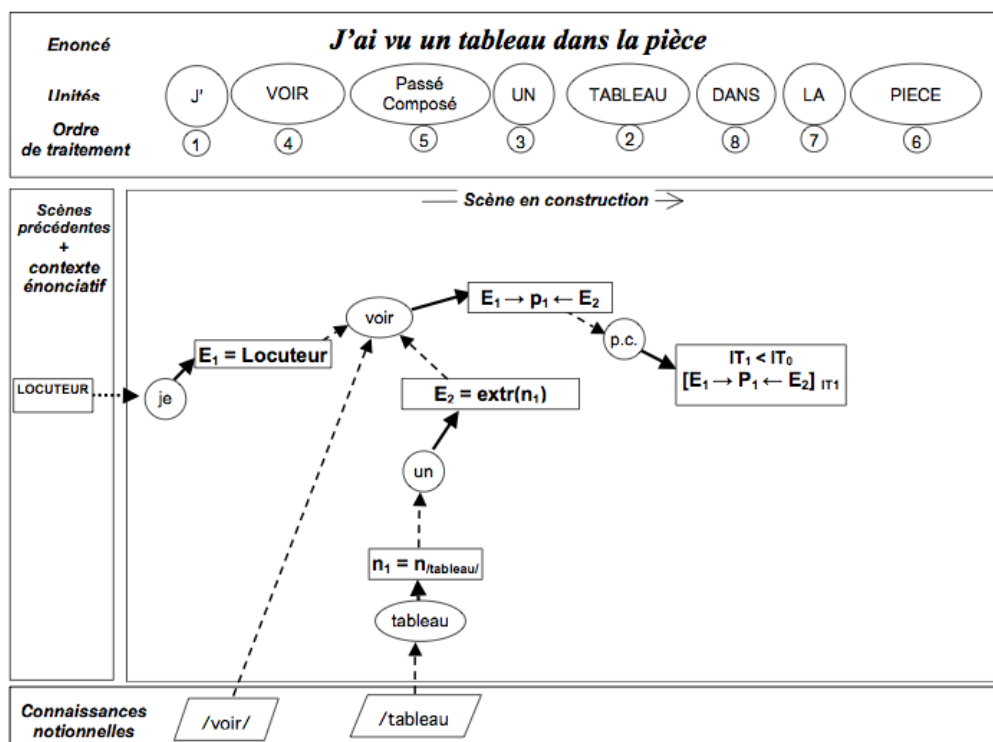 Enoncé
J'ai vu un tableau dans la pièce
Unités
J'
VOIR
Passé
Composé
UN
TABLEAU
DANS
LA
PIECE
Ordre
de traitement
1
4
5
3
2
8
7
6
Scènes
précédentes
+
contexte
énonciatif
Scène en construction
E1 → p1 ← E2
voir
p.c.
E1 = Locuteur
IT1 < IT0
[E1 → P1 ← E2] IT1
LOCUTEUR
je
E2 = extr(n1)
un
n1 = n/tableau/
tableau
Connaissances
notionnelles
/voir/
/tableau